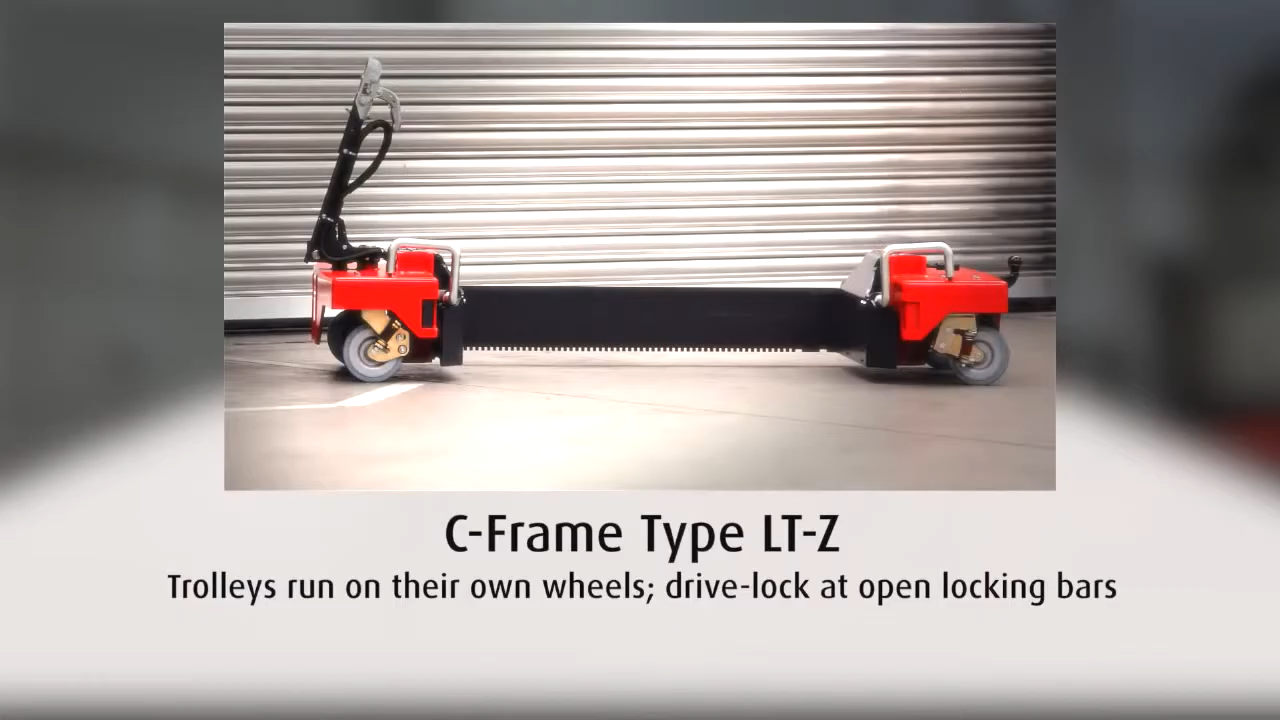 C-Frame Type LT-Z
Trolleys run on their own wheels; drive-lock at open locking bars